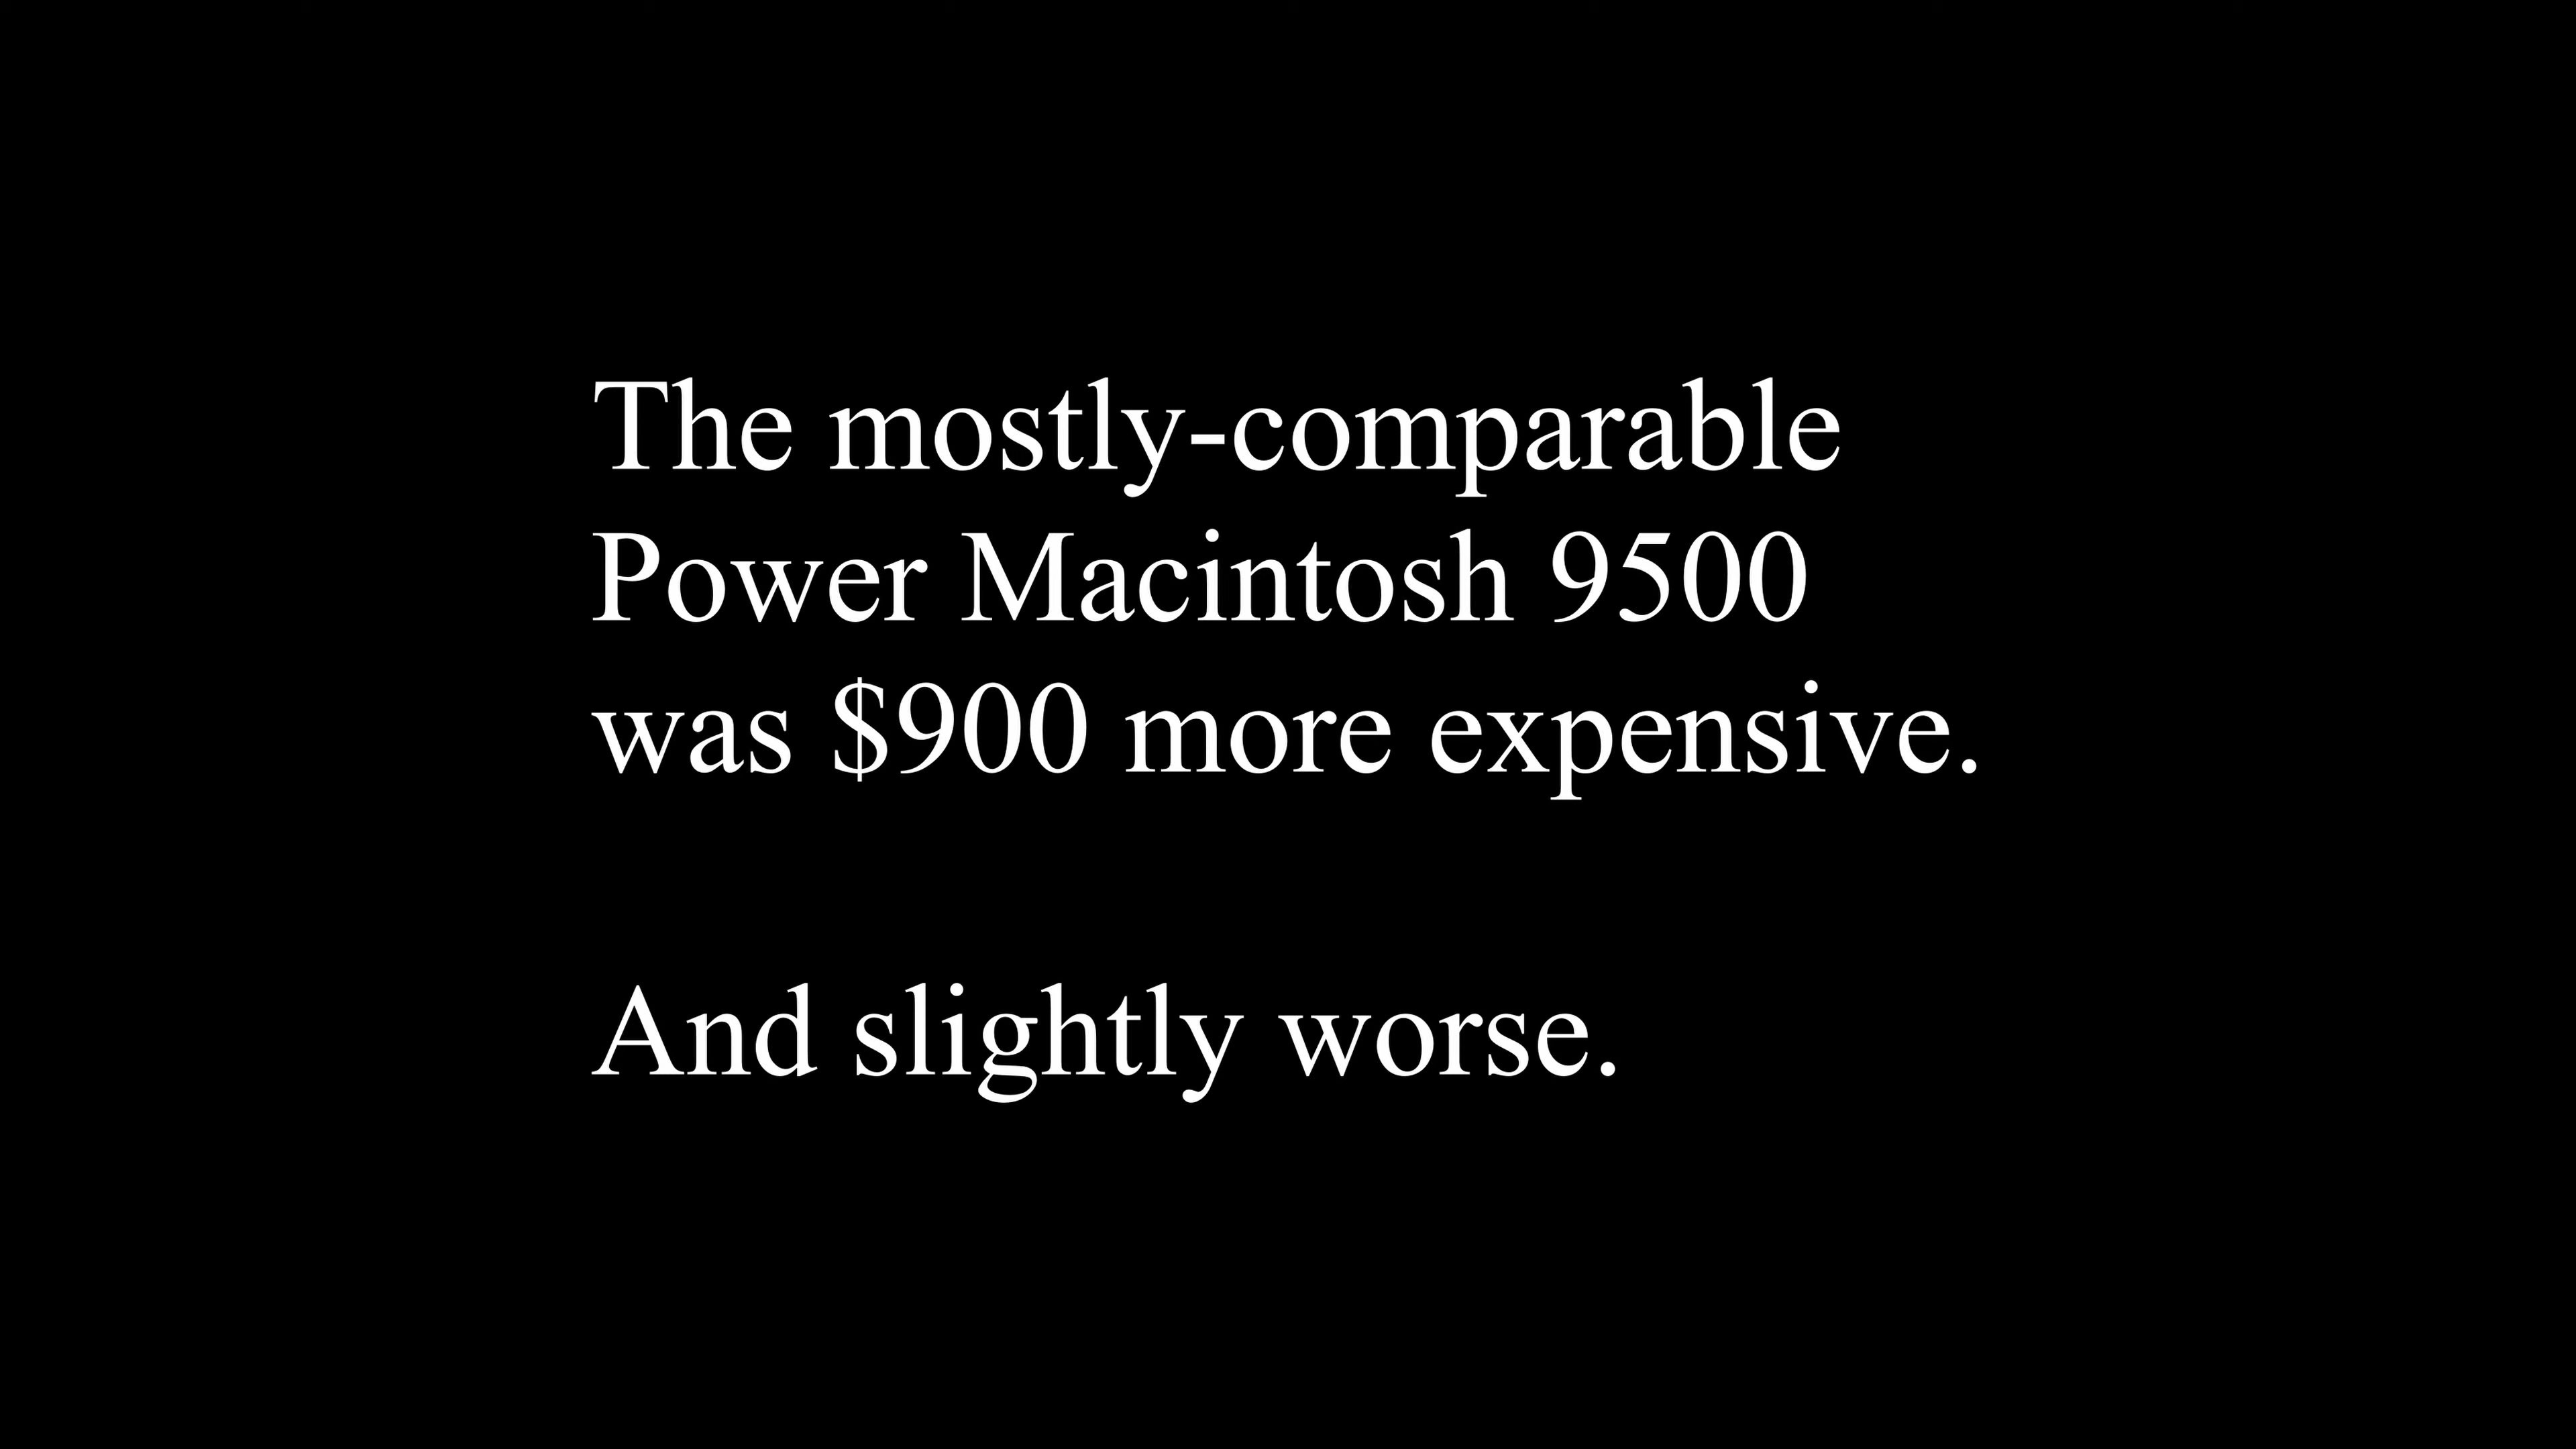 The mostly-comparable
Power Macintosh 9500
was $900 more expensive.
And slightly worse.